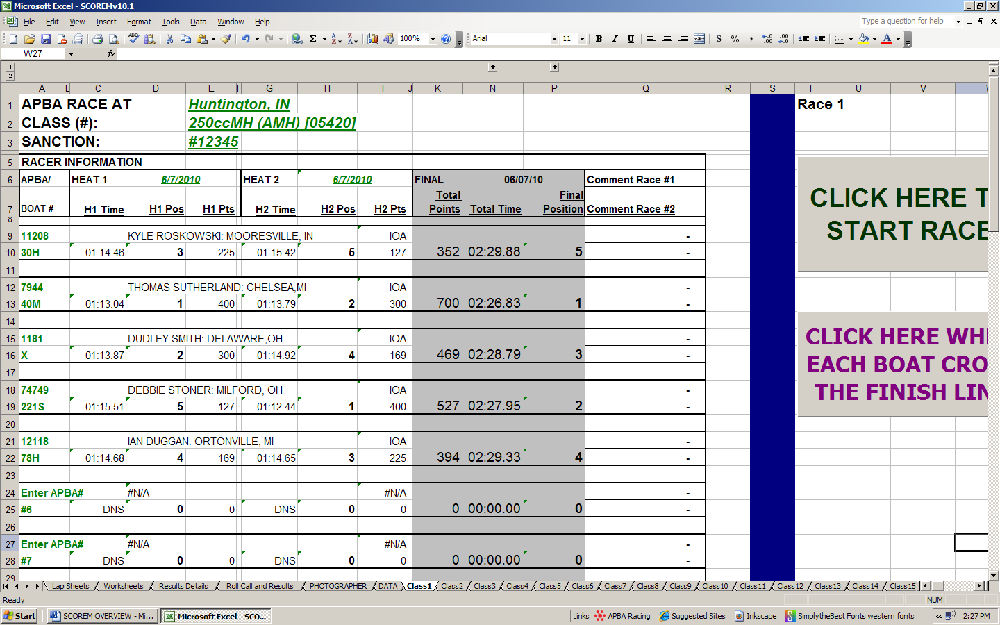 Microsoft Excel - SCOREMv10.1
File Edit View Insert Format Tools Data Window Help Type a question for help
100% Arial 11 B I U $ % ,
W27 fx
1
2
A E C D E F G H I J K N P Q R S T U V
1 APBA RACE AT Huntington, IN Race 1
2 CLASS (#): 250ccMH (AMH) [05420]
3 SANCTION: #12345
5 RACER INFORMATION
6 APBA/ HEAT 1 6/7/2010 HEAT 2 6/7/2010 FINAL 06/07/10 Comment Race #1
Total Final
7 BOAT # H1 Time H1 Pos H1 Pts H2 Time H2 Pos H2 Pts Points Total Time Position Comment Race #2
8
CLICK HERE T
START RACE
9 11208 KYLE ROSKOWSKI: MOORESVILLE, IN IOA -
10 30H 01:14.46 3 225 01:15.42 5 127 352 02:29.88 5 -
11
12 7944 THOMAS SUTHERLAND: CHELSEA,MI IOA -
13 40M 01:13.04 1 400 01:13.79 2 300 700 02:26.83 1 -
14
15 1181 DUDLEY SMITH: DELAWARE,OH IOA -
16 X 01:13.87 2 300 01:14.92 4 169 469 02:28.79 3 -
17
CLICK HERE WH
EACH BOAT CRO
THE FINISH LIN
18 74749 DEBBIE STONER: MILFORD, OH IOA -
19 221S 01:15.51 5 127 01:12.44 1 400 527 02:27.95 2 -
20
21 12118 IAN DUGGAN: ORTONVILLE, MI IOA -
22 78H 01:14.68 4 169 01:14.65 3 225 394 02:29.33 4 -
23
24 Enter APBA# #N/A #N/A -
25 #6 DNS 0 0 DNS 0 0 0 00:00.00 0 -
26
27 Enter APBA# #N/A #N/A -
28 #7 DNS 0 0 DNS 0 0 0 00:00.00 0 -
29
Lap Sheets Worksheets Results Details Roll Call and Results PHOTOGRAPHER DATA Class1 Class2 Class3 Class4 Class5 Class6 Class7 Class8 Class9 Class10 Class11 Class12 Class13 Class14 Class15
Ready NUM
Start SCOREM OVERVIEW - Mi... Microsoft Excel - SCO... Links APBA Racing Suggested Sites Inkscape SimplytheBest Fonts western fonts « 2:27 PM